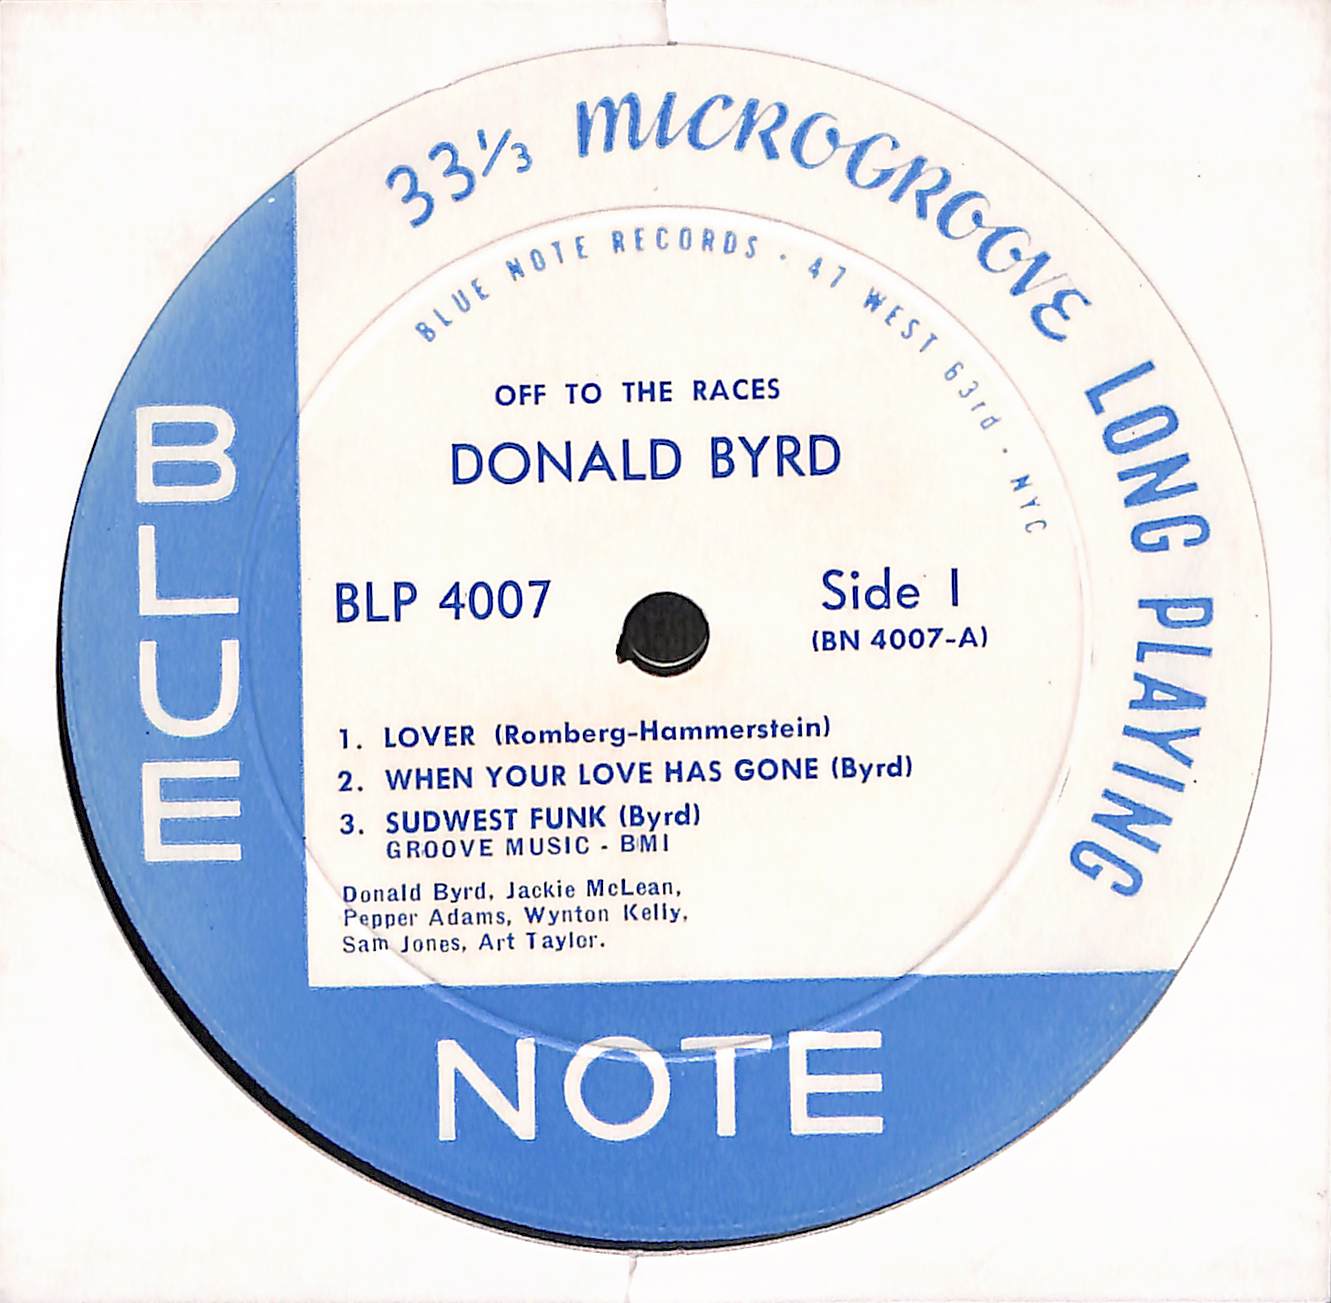 33⅓ MICROGROOVE LONG PLAYING
BLUE NOTE RECORDS · 47 WEST 63rd · NYC
OFF TO THE RACES
DONALD BYRD
BLP 4007
Side 1
(BN 4007-A)
1. LOVER (Romberg-Hammerstein)
2. WHEN YOUR LOVE HAS GONE (Byrd)
3. SUDWEST FUNK (Byrd)
GROOVE MUSIC - BMI
Donald Byrd, Jackie McLean,
Pepper Adams, Wynton Kelly,
Sam Jones, Art Taylor.
BLUE
NOTE